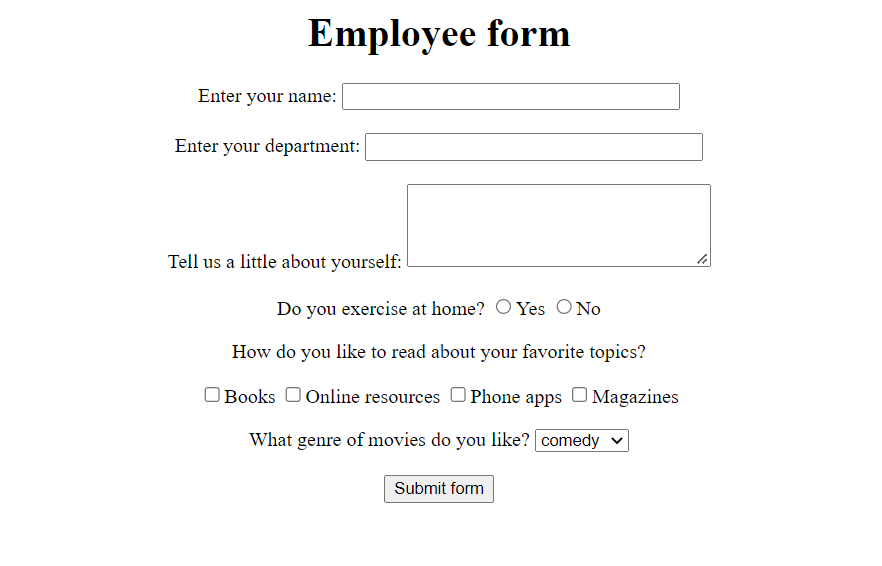 Employee form
Enter your name:
Enter your department:
Tell us a little about yourself:
Do you exercise at home? Yes No
How do you like to read about your favorite topics?
Books Online resources Phone apps Magazines
What genre of movies do you like? comedy
Submit form